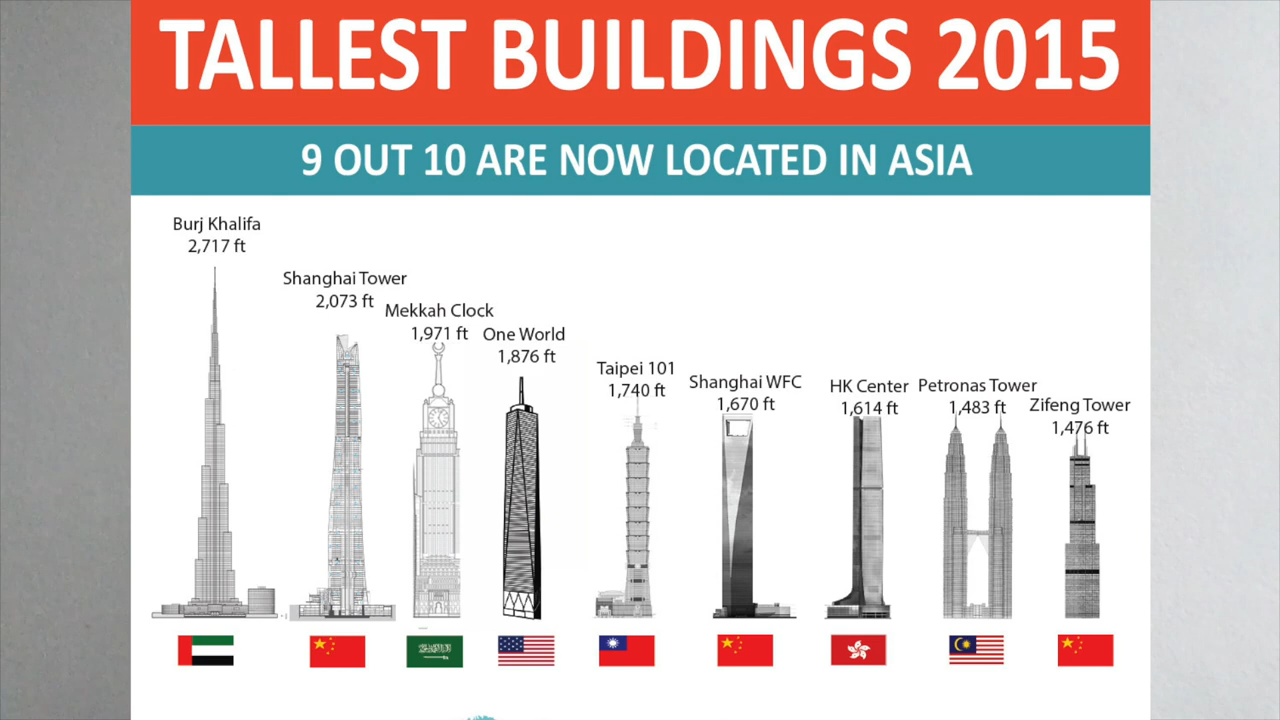 TALLEST BUILDINGS 2015
9 OUT 10 ARE NOW LOCATED IN ASIA
Burj Khalifa
2,717 ft
Shanghai Tower
2,073 ft
Mekkah Clock
1,971 ft
One World
1,876 ft
Taipei 101
1,740 ft
Shanghai WFC
1,670 ft
HK Center
1,614 ft
Petronas Tower
1,483 ft
Zifeng Tower
1,476 ft